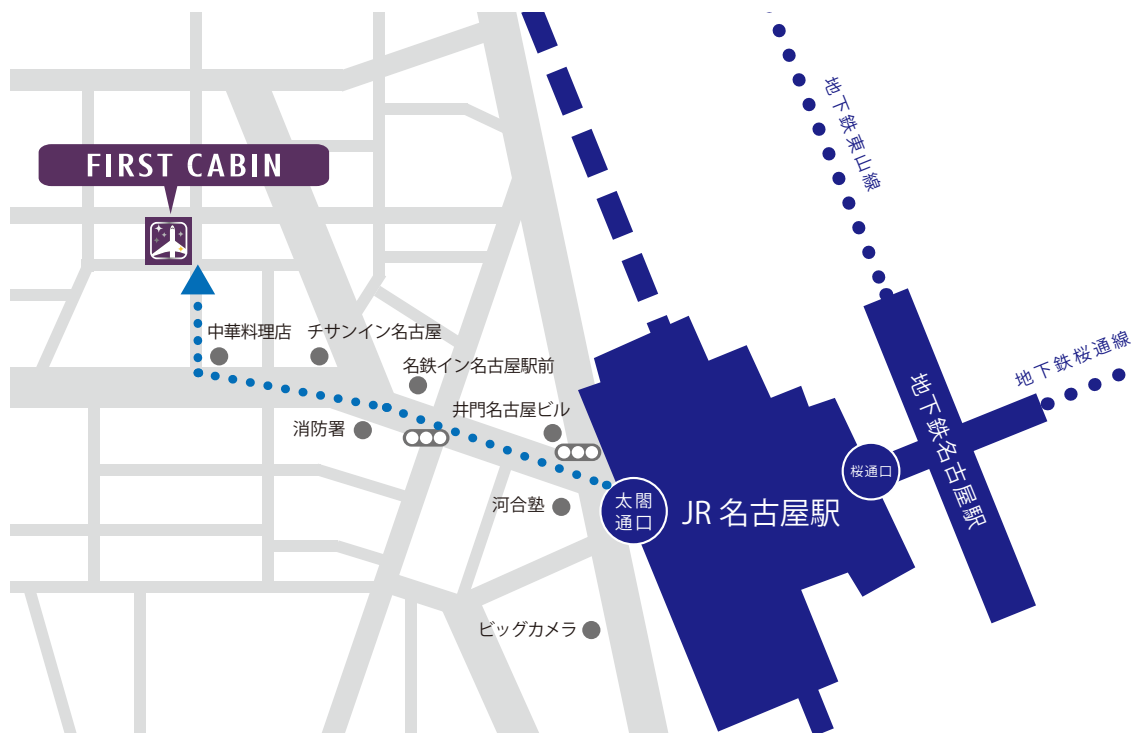 地下鉄東山線
FIRST CABIN
中華料理店
チサンイン名古屋
名鉄イン名古屋駅前
地下鉄桜通線
井門名古屋ビル
消防署
地下鉄名古屋駅
桜通口
河合塾
太閤
通口
JR 名古屋駅
ビッグカメラ